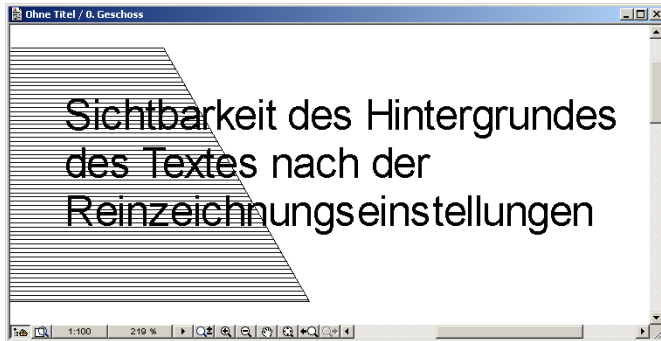 Ohne Titel / 0. Geschoss
Sichtbarkeit des Hintergrundes
des Textes nach der
Reinzeichnungseinstellungen
1:100 219 %